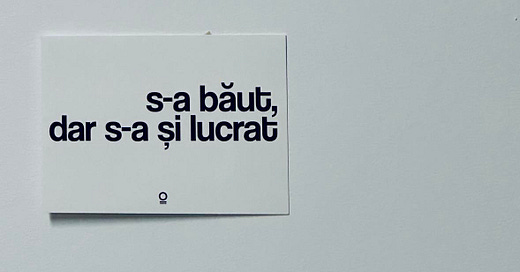 s-a băut,
dar s-a și lucrat